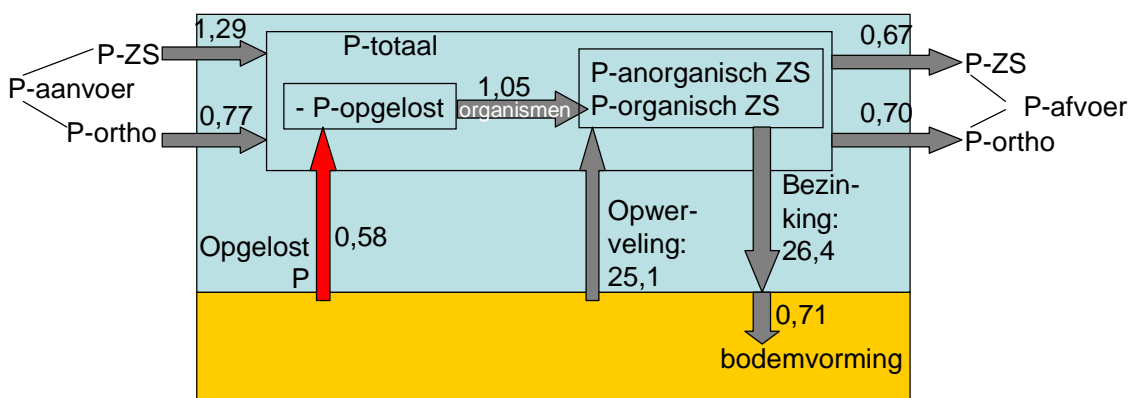 1,29
P-ZS
P-aanvoer
P-ortho
0,77
P-totaal
- P-opgelost
1,05
organismen
P-anorganisch ZS
P-organisch ZS
0,67
P-ZS
P-afvoer
0,70
P-ortho
Opgelost
P
0,58
Opwer-
veling:
25,1
Bezin-
king:
26,4
0,71
bodemvorming